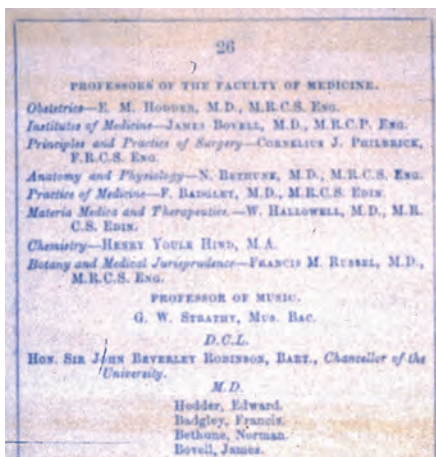 26
PROFESSORS OF THE FACULTY OF MEDICINE.
Obstetrics—E. M. HODDER, M.D., M.R.C.S. ENG.
Institutes of Medicine—JAMES BOVELL, M.D., M.R.C.P. ENG.
Principles and Practice of Surgery—CORNELIUS J. PHILBRICK,
F.R.C.S. ENG.
Anatomy and Physiology—N. BETHUNE, M.D., M.R.C.S. ENG.
Practice of Medicine—F. BADGLEY, M.D., M.R.C.S. EDIN.
Materia Medica and Therapeutics.—W. HALLOWELL, M.D., M.R.
C.S. EDIN.
Chemistry—HENRY YOULE HIND, M.A.
Botany and Medical Jurisprudence—FRANCIS M. RUSSEL, M.D.,
M.R.C.S. ENG.
PROFESSOR OF MUSIC.
G. W. STRATHY, MUS. BAC.
D.C.L.
HON. SIR JOHN BEVERLEY ROBINSON, BART., Chancellor of the
University.
M.D.
Hodder, Edward.
Badgley, Francis.
Bethune, Norman.
Bovell, James.